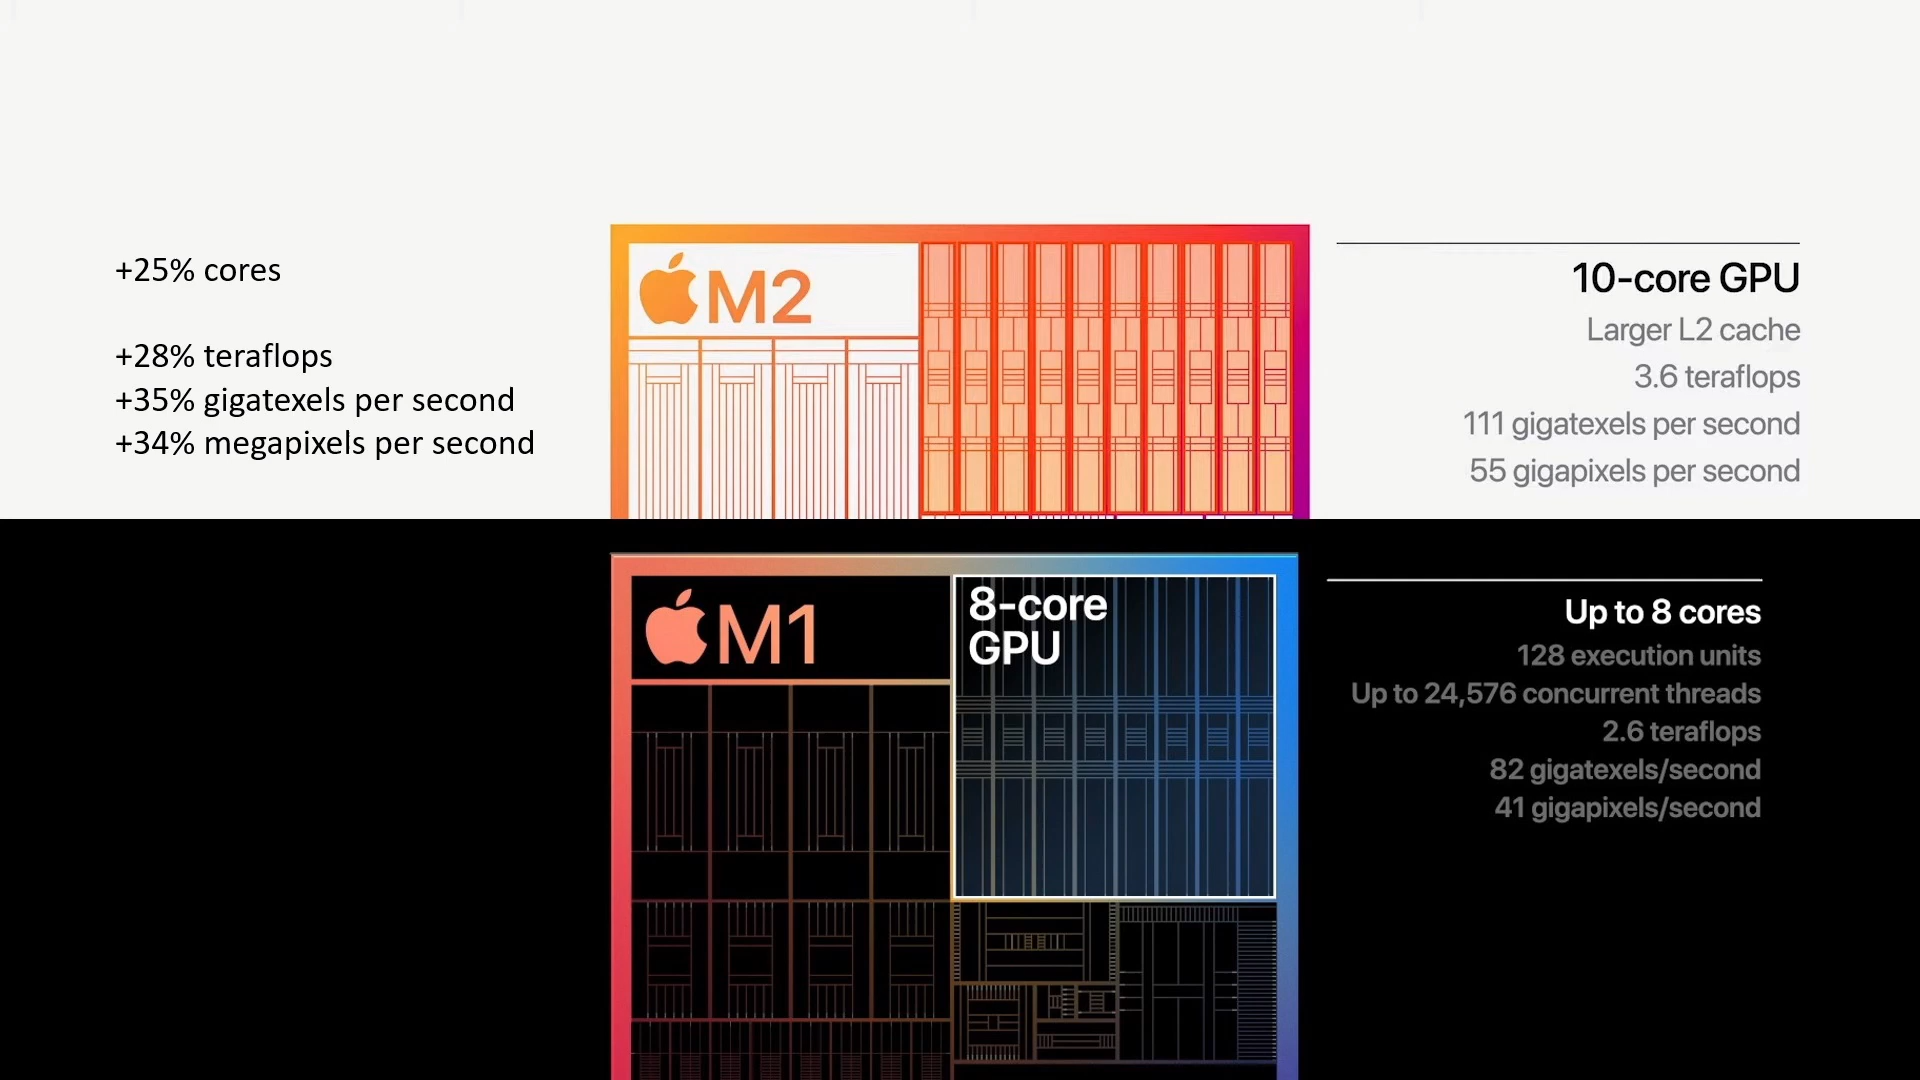 +25% cores
+28% teraflops
+35% gigatexels per second
+34% megapixels per second
M2
10-core GPU
Larger L2 cache
3.6 teraflops
111 gigatexels per second
55 gigapixels per second
M1
8-core
GPU
Up to 8 cores
128 execution units
Up to 24,576 concurrent threads
2.6 teraflops
82 gigatexels/second
41 gigapixels/second